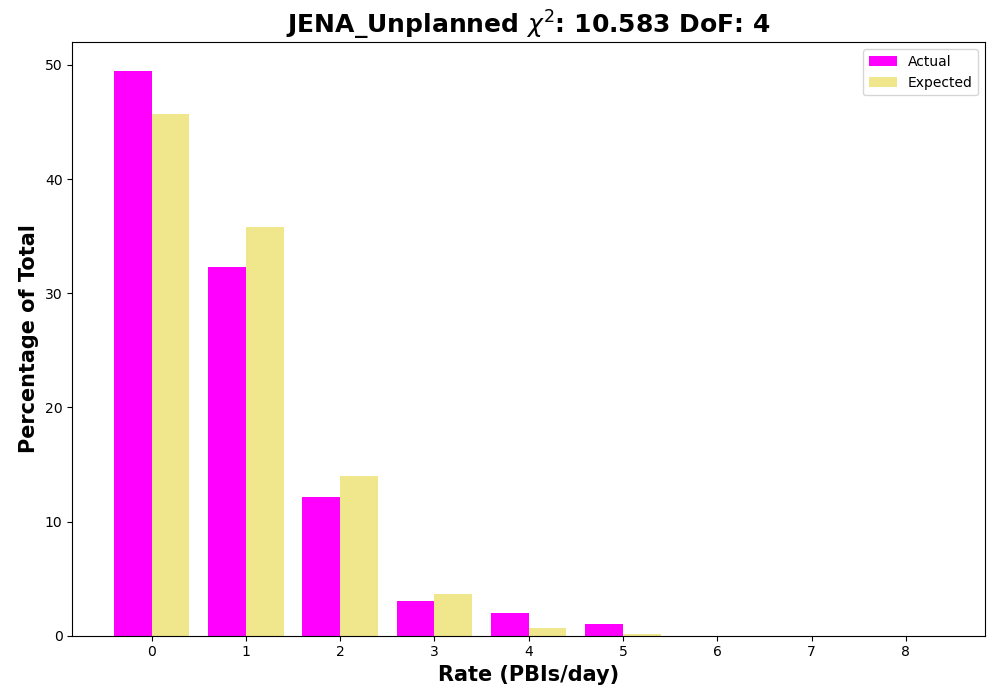 JENA_Unplanned χ²: 10.583 DoF: 4
Actual
Expected
50
40
30
20
10
0
Percentage of Total
0 1 2 3 4 5 6 7 8
Rate (PBIs/day)